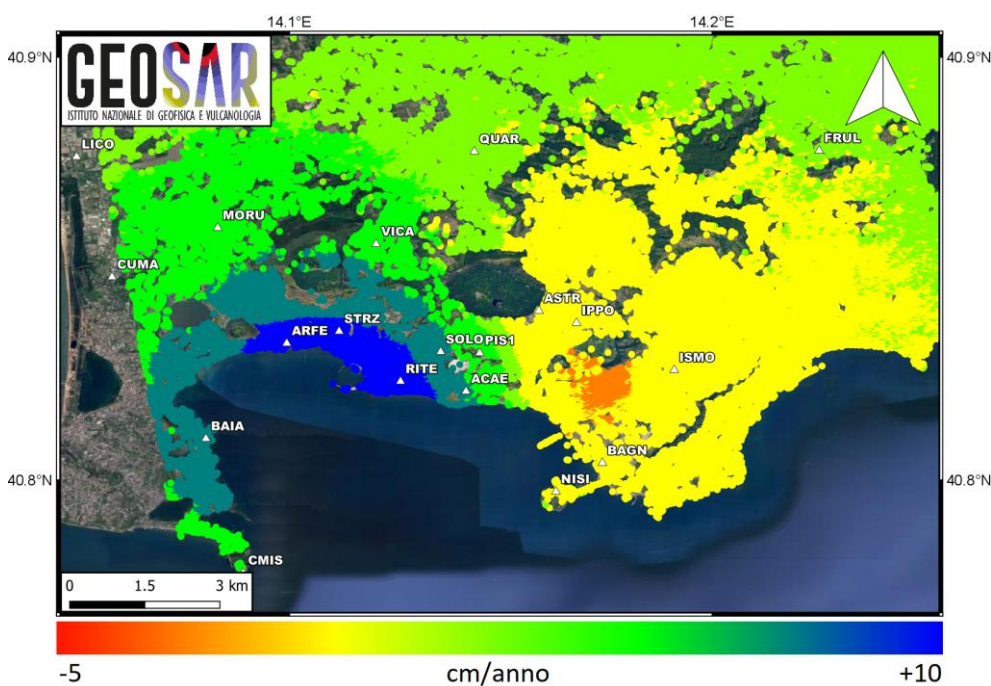 14.1°E
14.2°E
40.9°N
40.9°N
GEOSAR
ISTITUTO NAZIONALE DI GEOFISICA E VULCANOLOGIA
LICO
QUAR
FRUL
MORU
VICA
CUMA
ASTR
IPPO
STRZ
ARFE
SOLO
PIS1
ISMO
RITE
ACAE
BAIA
BAGN
40.8°N
40.8°N
NISI
CMIS
0 1.5 3 km
-5 cm/anno +10